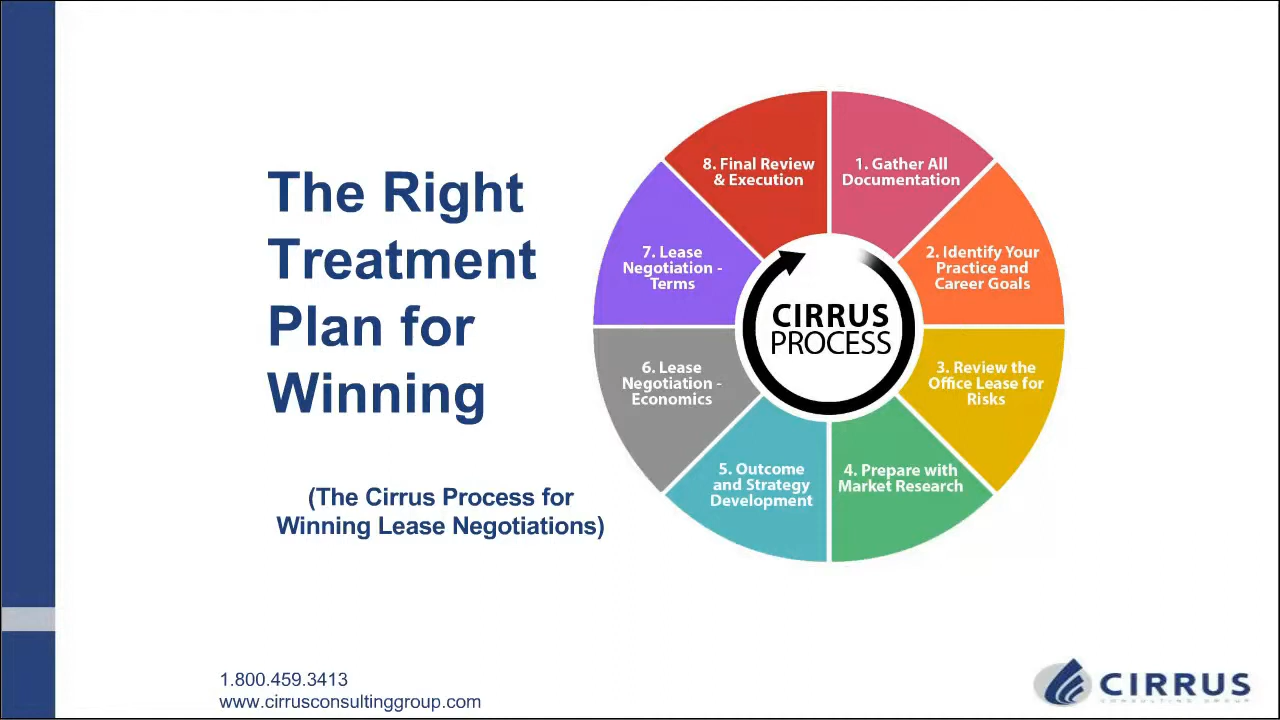 The Right
Treatment
Plan for
Winning
(The Cirrus Process for
Winning Lease Negotiations)
8. Final Review
& Execution
1. Gather All
Documentation
7. Lease
Negotiation -
Terms
2. Identify Your
Practice and
Career Goals
CIRRUS
PROCESS
6. Lease
Negotiation -
Economics
3. Review the
Office Lease for
Risks
5. Outcome
and Strategy
Development
4. Prepare with
Market Research
1.800.459.3413
www.cirrusconsultinggroup.com
CIRRUS
CONSULTING GROUP